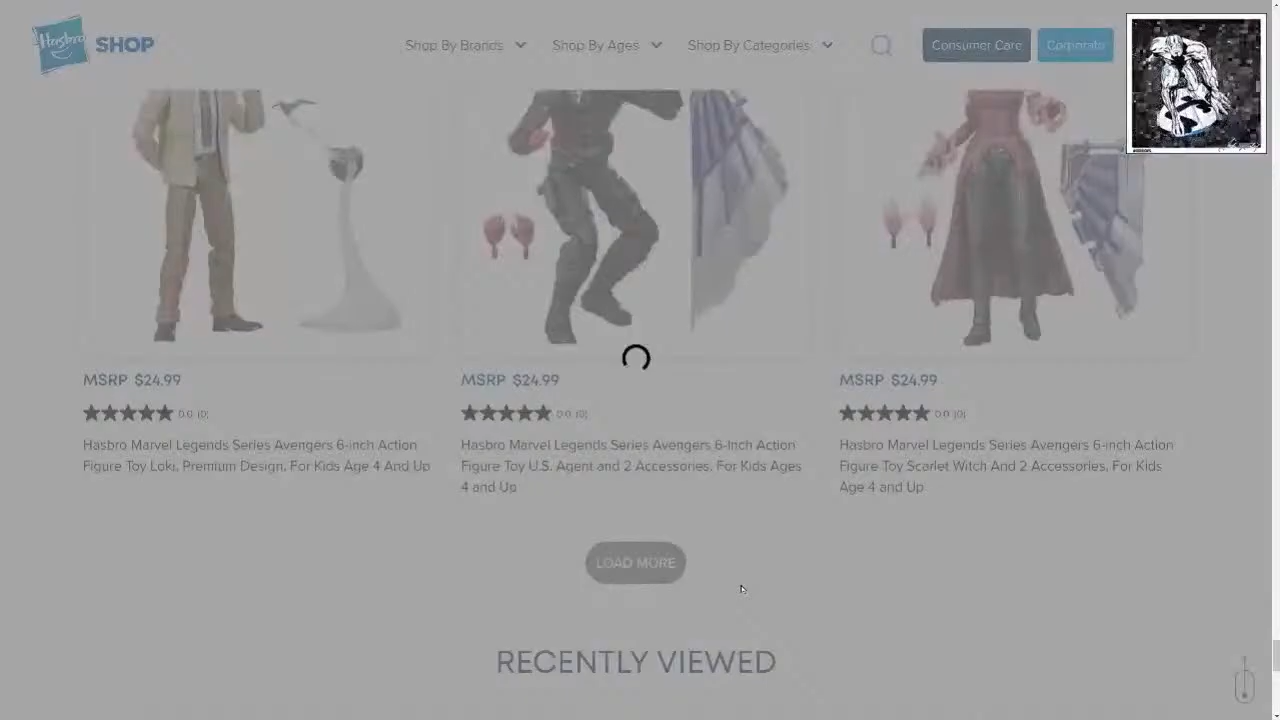 Hasbro
SHOP
Shop By Brands
Shop By Ages
Shop By Categories
Consumer Care
Corporate
MSRP $24.99
0.0 (0)
Hasbro Marvel Legends Series Avengers 6-inch Action
Figure Toy Loki, Premium Design, For Kids Age 4 And Up
MSRP $24.99
0.0 (0)
Hasbro Marvel Legends Series Avengers 6-Inch Action
Figure Toy U.S. Agent and 2 Accessories, For Kids Ages
4 and Up
MSRP $24.99
0.0 (0)
Hasbro Marvel Legends Series Avengers 6-inch Action
Figure Toy Scarlet Witch And 2 Accessories, For Kids
Age 4 and Up
LOAD MORE
RECENTLY VIEWED